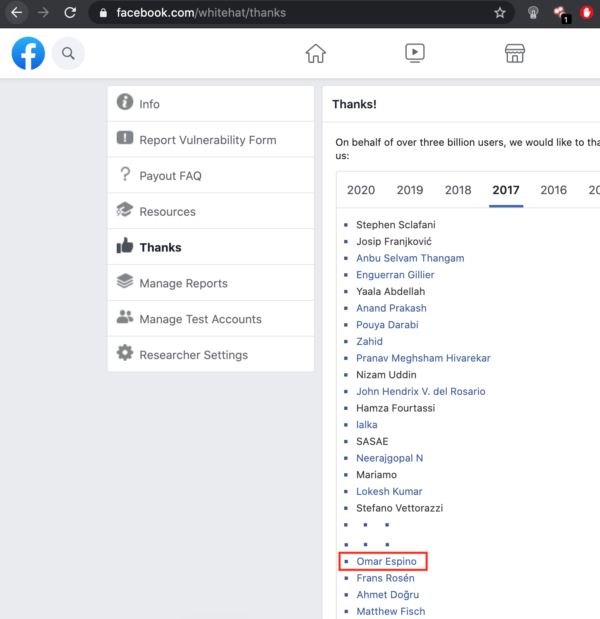 facebook.com/whitehat/thanks
1
Info
Report Vulnerability Form
Payout FAQ
Resources
Thanks
Manage Reports
Manage Test Accounts
Researcher Settings
Thanks!
On behalf of over three billion users, we would like to tha
us:
2020 2019 2018 2017 2016 20
Stephen Sclafani
Josip Franjković
Anbu Selvam Thangam
Enguerran Gillier
Yaala Abdellah
Anand Prakash
Pouya Darabi
Zahid
Pranav Meghsham Hivarekar
Nizam Uddin
John Hendrix V. del Rosario
Hamza Fourtassi
lalka
SASAE
Neerajgopal N
Mariamo
Lokesh Kumar
Stefano Vettorazzi
Omar Espino
Frans Rosén
Ahmet Doğru
Matthew Fisch